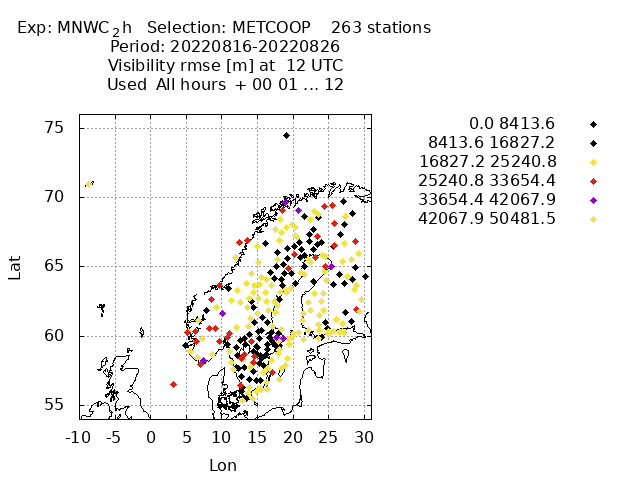 Exp: MNWC_2h Selection: METCOOP 263 stations
Period: 20220816-20220826
Visibility rmse [m] at 12 UTC
Used All hours + 00 01 ... 12
0.0 8413.6
8413.6 16827.2
16827.2 25240.8
25240.8 33654.4
33654.4 42067.9
42067.9 50481.5
75
70
65
60
55
Lat
-10 -5 0 5 10 15 20 25 30
Lon